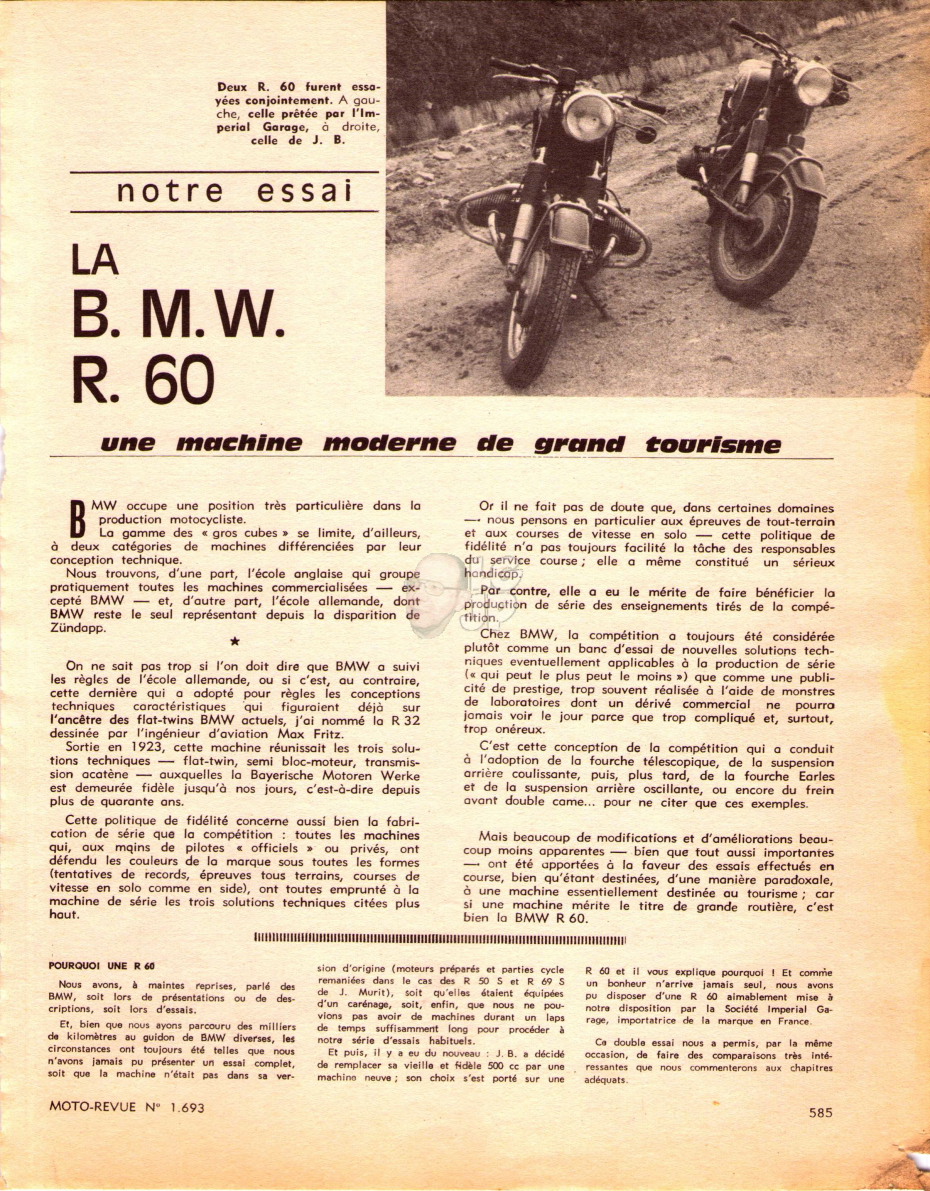 Deux R. 60 furent essa-
yées conjointement. A gau-
che, celle prêtée par l'Im-
perial Garage, à droite,
celle de J. B.
notre essai
LA
B. M. W.
R. 60
une machine moderne de grand tourisme
BMW occupe une position très particulière dans la
production motocycliste.
La gamme des « gros cubes » se limite, d'ailleurs,
à deux catégories de machines différenciées par leur
conception technique.
Nous trouvons, d'une part, l'école anglaise qui groupe
pratiquement toutes les machines commercialisées — ex-
cepté BMW — et, d'autre part, l'école allemande, dont
BMW reste le seul représentant depuis la disparition de
Zündapp.
★
On ne sait pas trop si l'on doit dire que BMW a suivi
les règles de l'école allemande, ou si c'est, au contraire,
cette dernière qui a adopté pour règles les conceptions
techniques caractéristiques qui figuraient déjà sur
l'ancêtre des flat-twins BMW actuels, j'ai nommé la R 32
dessinée par l'ingénieur d'aviation Max Fritz.
Sortie en 1923, cette machine réunissait les trois solu-
tions techniques — flat-twin, semi bloc-moteur, transmis-
sion acatène — auxquelles la Bayerische Motoren Werke
est demeurée fidèle jusqu'à nos jours, c'est-à-dire depuis
plus de quarante ans.
Cette politique de fidélité concerne aussi bien la fabri-
cation de série que la compétition : toutes les machines
qui, aux mains de pilotes « officiels » ou privés, ont
défendu les couleurs de la marque sous toutes les formes
(tentatives de records, épreuves tous terrains, courses de
vitesse en solo comme en side), ont toutes emprunté à la
machine de série les trois solutions techniques citées plus
haut.
Or il ne fait pas de doute que, dans certaines domaines
— nous pensons en particulier aux épreuves de tout-terrain
et aux courses de vitesse en solo — cette politique de
fidélité n'a pas toujours facilité la tâche des responsables
du service course ; elle a même constitué un sérieux
handicap.
Par contre, elle a eu le mérite de faire bénéficier la
production de série des enseignements tirés de la compé-
tition.
Chez BMW, la compétition a toujours été considérée
plutôt comme un banc d'essai de nouvelles solutions tech-
niques eventuellement applicables à la production de série
(« qui peut le plus peut le moins ») que comme une publi-
cité de prestige, trop souvent réalisée à l'aide de monstres
de laboratoires dont un dérivé commercial ne pourra
jamais voir le jour parce que trop compliqué et, surtout,
trop onéreux.
C'est cette conception de la compétition qui a conduit
à l'adoption de la fourche télescopique, de la suspension
arrière coulissante, puis, plus tard, de la fourche Earles
et de la suspension arrière oscillante, ou encore du frein
avant double came... pour ne citer que ces exemples.
Mais beaucoup de modifications et d'améliorations beau-
coup moins apparentes — bien que tout aussi importantes
— ont été apportées à la faveur des essais effectués en
course, bien qu'étant destinées, d'une manière paradoxale,
à une machine essentiellement destinée au tourisme ; car
si une machine mérite le titre de grande routière, c'est
bien la BMW R 60.
POURQUOI UNE R 60
Nous avons, à maintes reprises, parlé des
BMW, soit lors de présentations ou de des-
criptions, soit lors d'essais.
Et, bien que nous ayons parcouru des milliers
de kilomètres au guidon de BMW diverses, les
circonstances ont toujours été telles que nous
n'avons jamais pu présenter un essai complet,
soit que la machine n'était pas dans sa ver-
sion d'origine (moteurs préparés et parties cycle
remaniées dans le cas des R 50 S et R 69 S
de J. Murit), soit qu'elles étaient équipées
d'un carénage, soit, enfin, que nous ne pou-
vions pas avoir de machines durant un laps
de temps suffisamment long pour procéder à
notre série d'essais habituels.
Et puis, il y a eu du nouveau : J. B. a décidé
de remplacer sa vieille et fidèle 500 cc par une
machine neuve ; son choix s'est porté sur une
R 60 et il vous explique pourquoi ! Et comme
un bonheur n'arrive jamais seul, nous avons
pu disposer d'une R 60 aimablement mise à
notre disposition par la Société Imperial Ga-
rage, importatrice de la marque en France.
Ce double essai nous a permis, par la même
occasion, de faire des comparaisons très inté-
ressantes que nous commenterons aux chapitres
adéquats.
MOTO-REVUE N° 1.693
585